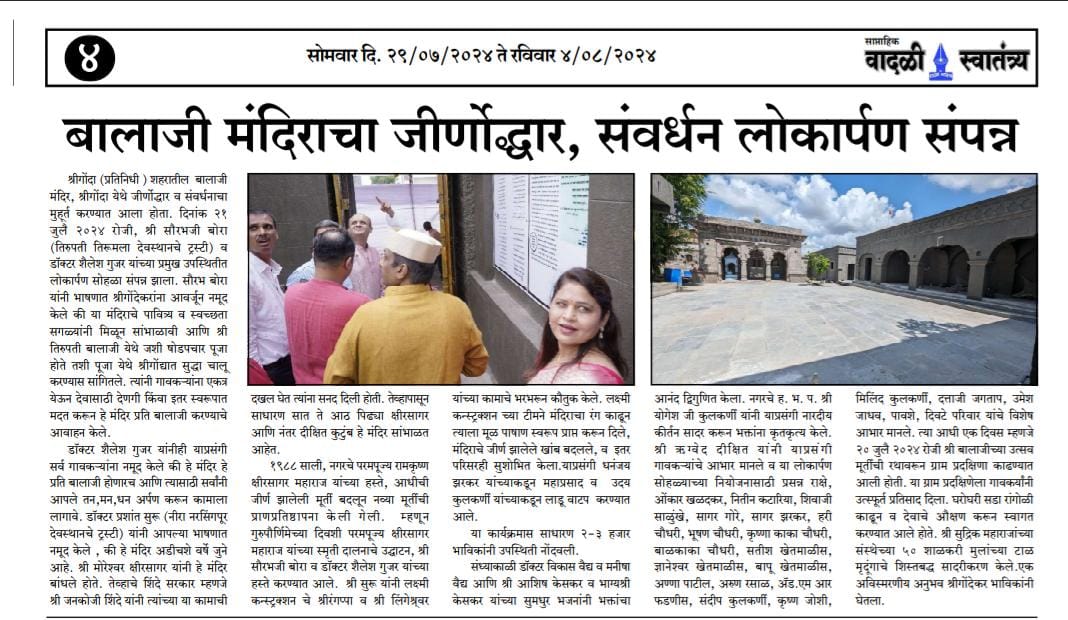 ४
सोमवार दि. २९/०७/२०२४ ते रविवार ४/०८/२०२४
साप्ताहिक
वादळी स्वातंत्र्य
बालाजी मंदिराचा जीर्णोद्धार, संवर्धन लोकार्पण संपन्न
श्रीगोंदा (प्रतिनिधी ) शहरातील बालाजी
मंदिर, श्रीगोंदा येथे जीर्णोद्धार व संवर्धनाचा
मुहूर्त करण्यात आला होता. दिनांक २१
जुलै २०२४ रोजी, श्री सौरभजी बोरा
(तिरुपती तिरूमला देवस्थानचे ट्रस्टी) व
डॉक्टर शैलेश गुजर यांच्या प्रमुख उपस्थितीत
लोकार्पण सोहळा संपन्न झाला. सौरभ बोरा
यांनी भाषणात श्रीगोंदेकरांना आवर्जून नमूद
केले की या मंदिराचे पावित्र्य व स्वच्छता
सगळ्यांनी मिळून सांभाळावी आणि श्री
तिरुपती बालाजी येथे जशी षोडपचार पूजा
होते तशी पूजा येथे श्रीगोंद्यात सुद्धा चालू
करण्यास सांगितले. त्यांनी गावकऱ्यांना एकत्र
येऊन देवासाठी देणगी किंवा इतर स्वरूपात
मदत करून हे मंदिर प्रति बालाजी करण्याचे
आवाहन केले.
डॉक्टर शैलेश गुजर यांनीही याप्रसंगी
सर्व गावकऱ्यांना नमूद केले की हे मंदिर हे
प्रति बालाजी होणारच आणि त्यासाठी सर्वांनी
आपले तन,मन,धन अर्पण करून कामाला
लागावे. डॉक्टर प्रशांत सुरू (नीरा नरसिंगपूर
देवस्थानचे ट्रस्टी) यांनी आपल्या भाषणात
नमूद केले , की हे मंदिर अडीचशे वर्षे जुने
आहे. श्री मोरेश्वर क्षीरसागर यांनी हे मंदिर
बांधले होते. तेव्हाचे शिंदे सरकार म्हणजे
श्री जनकोजी शिंदे यांनी त्यांच्या या कामाची
दखल घेत त्यांना सनद दिली होती. तेव्हापासून
साधारण सात ते आठ पिढ्या क्षीरसागर
आणि नंतर दीक्षित कुटुंब हे मंदिर सांभाळत
आहेत.
१९८८ साली, नगरचे परमपूज्य रामकृष्ण
क्षीरसागर महाराज यांच्या हस्ते, आधीची
जीर्ण झालेली मूर्ती बदलून नव्या मूर्तीची
प्राणप्रतिष्ठापना केली गेली. म्हणून
गुरुपौर्णिमेच्या दिवशी परमपूज्य क्षीरसागर
महाराज यांच्या स्मृती दालनाचे उद्घाटन, श्री
सौरभजी बोरा व डॉक्टर शैलेश गुजर यांच्या
हस्ते करण्यात आले. श्री सुरू यांनी लक्ष्मी
कन्स्ट्रक्शन चे श्रीरंगप्पा व श्री लिंगेश्वर
यांच्या कामाचे भरभरून कौतुक केले. लक्ष्मी
कन्स्ट्रक्शन च्या टीमने मंदिराचा रंग काढून
त्याला मूळ पाषाण स्वरूप प्राप्त करून दिले,
मंदिराचे जीर्ण झालेले खांब बदलले, व इतर
परिसरही सुशोभित केला.याप्रसंगी धनंजय
झरकर यांच्याकडून महाप्रसाद व उदय
कुलकर्णी यांच्याकडून लाडू वाटप करण्यात
आले.
या कार्यक्रमास साधारण २-३ हजार
भाविकांनी उपस्थिती नोंदवली.
संध्याकाळी डॉक्टर विकास वैद्य व मनीषा
वैद्य आणि श्री आशिष केसकर व भाग्यश्री
केसकर यांच्या सुमधुर भजनांनी भक्तांचा
आनंद द्विगुणित केला. नगरचे ह. भ. प. श्री
योगेश जी कुलकर्णी यांनी याप्रसंगी नारदीय
कीर्तन सादर करून भक्तांना कृतकृत्य केले.
श्री ऋग्वेद दीक्षित यांनी याप्रसंगी
गावकऱ्यांचे आभार मानले व या लोकार्पण
सोहळ्याच्या नियोजनासाठी प्रसन्न राक्षे,
ओंकार खळदकर, नितीन कटारिया, शिवाजी
साळुंखे, सागर गोरे, सागर झरकर, हरी
चौधरी, भूषण चौधरी, कृष्णा काका चौधरी,
बाळकाका चौधरी, सतीश खेतमाळीस,
ज्ञानेश्वर खेतमाळीस, बापू खेतमाळीस,
अण्णा पाटील, अरुण रसाळ, अ‍ॅड.एम आर
फडणीस, संदीप कुलकर्णी, कृष्ण जोशी,
मिलिंद कुलकर्णी, दत्ताजी जगताप, उमेश
जाधव, पावशे, दिवटे परिवार यांचे विशेष
आभार मानले. त्या आधी एक दिवस म्हणजे
२० जुलै २०२४ रोजी श्री बालाजीच्या उत्सव
मूर्तीची रथावरून ग्राम प्रदक्षिणा काढण्यात
आली होती. या ग्राम प्रदक्षिणेला गावकर्यांनी
उत्स्फूर्त प्रतिसाद दिला. घरोघरी सडा रांगोळी
काढून व देवाचे औक्षण करून स्वागत
करण्यात आले होते. श्री सुद्रिक महाराजांच्या
संस्थेच्या ५० शाळकरी मुलांच्या टाळ
मृदुंगाचे शिस्तबद्ध सादरीकरण केले.एक
अविस्मरणीय अनुभव श्रीगोंदेकर भाविकांनी
घेतला.